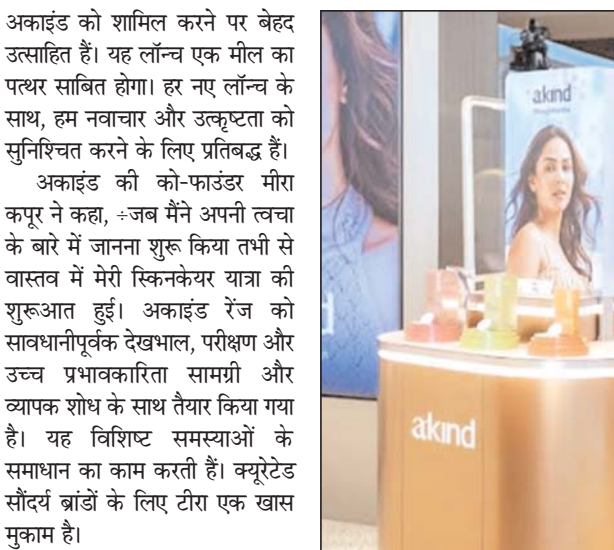 अकाइंड को शामिल करने पर बेहद
उत्साहित हैं। यह लॉन्च एक मील का
पत्थर साबित होगा। हर नए लॉन्च के
साथ, हम नवाचार और उत्कृष्टता को
सुनिश्चित करने के लिए प्रतिबद्ध हैं।
अकाइंड की को-फाउंडर मीरा
कपूर ने कहा, ÷जब मैंने अपनी त्वचा
के बारे में जानना शुरू किया तभी से
वास्तव में मेरी स्किनकेयर यात्रा की
शुरूआत हुई। अकाइंड रेंज को
सावधानीपूर्वक देखभाल, परीक्षण और
उच्च प्रभावकारिता सामग्री और
व्यापक शोध के साथ तैयार किया गया
है। यह विशिष्ट समस्याओं के
समाधान का काम करती हैं। क्यूरेटेड
सौंदर्य ब्रांडों के लिए टीरा एक खास
मुकाम है।
akind
akind